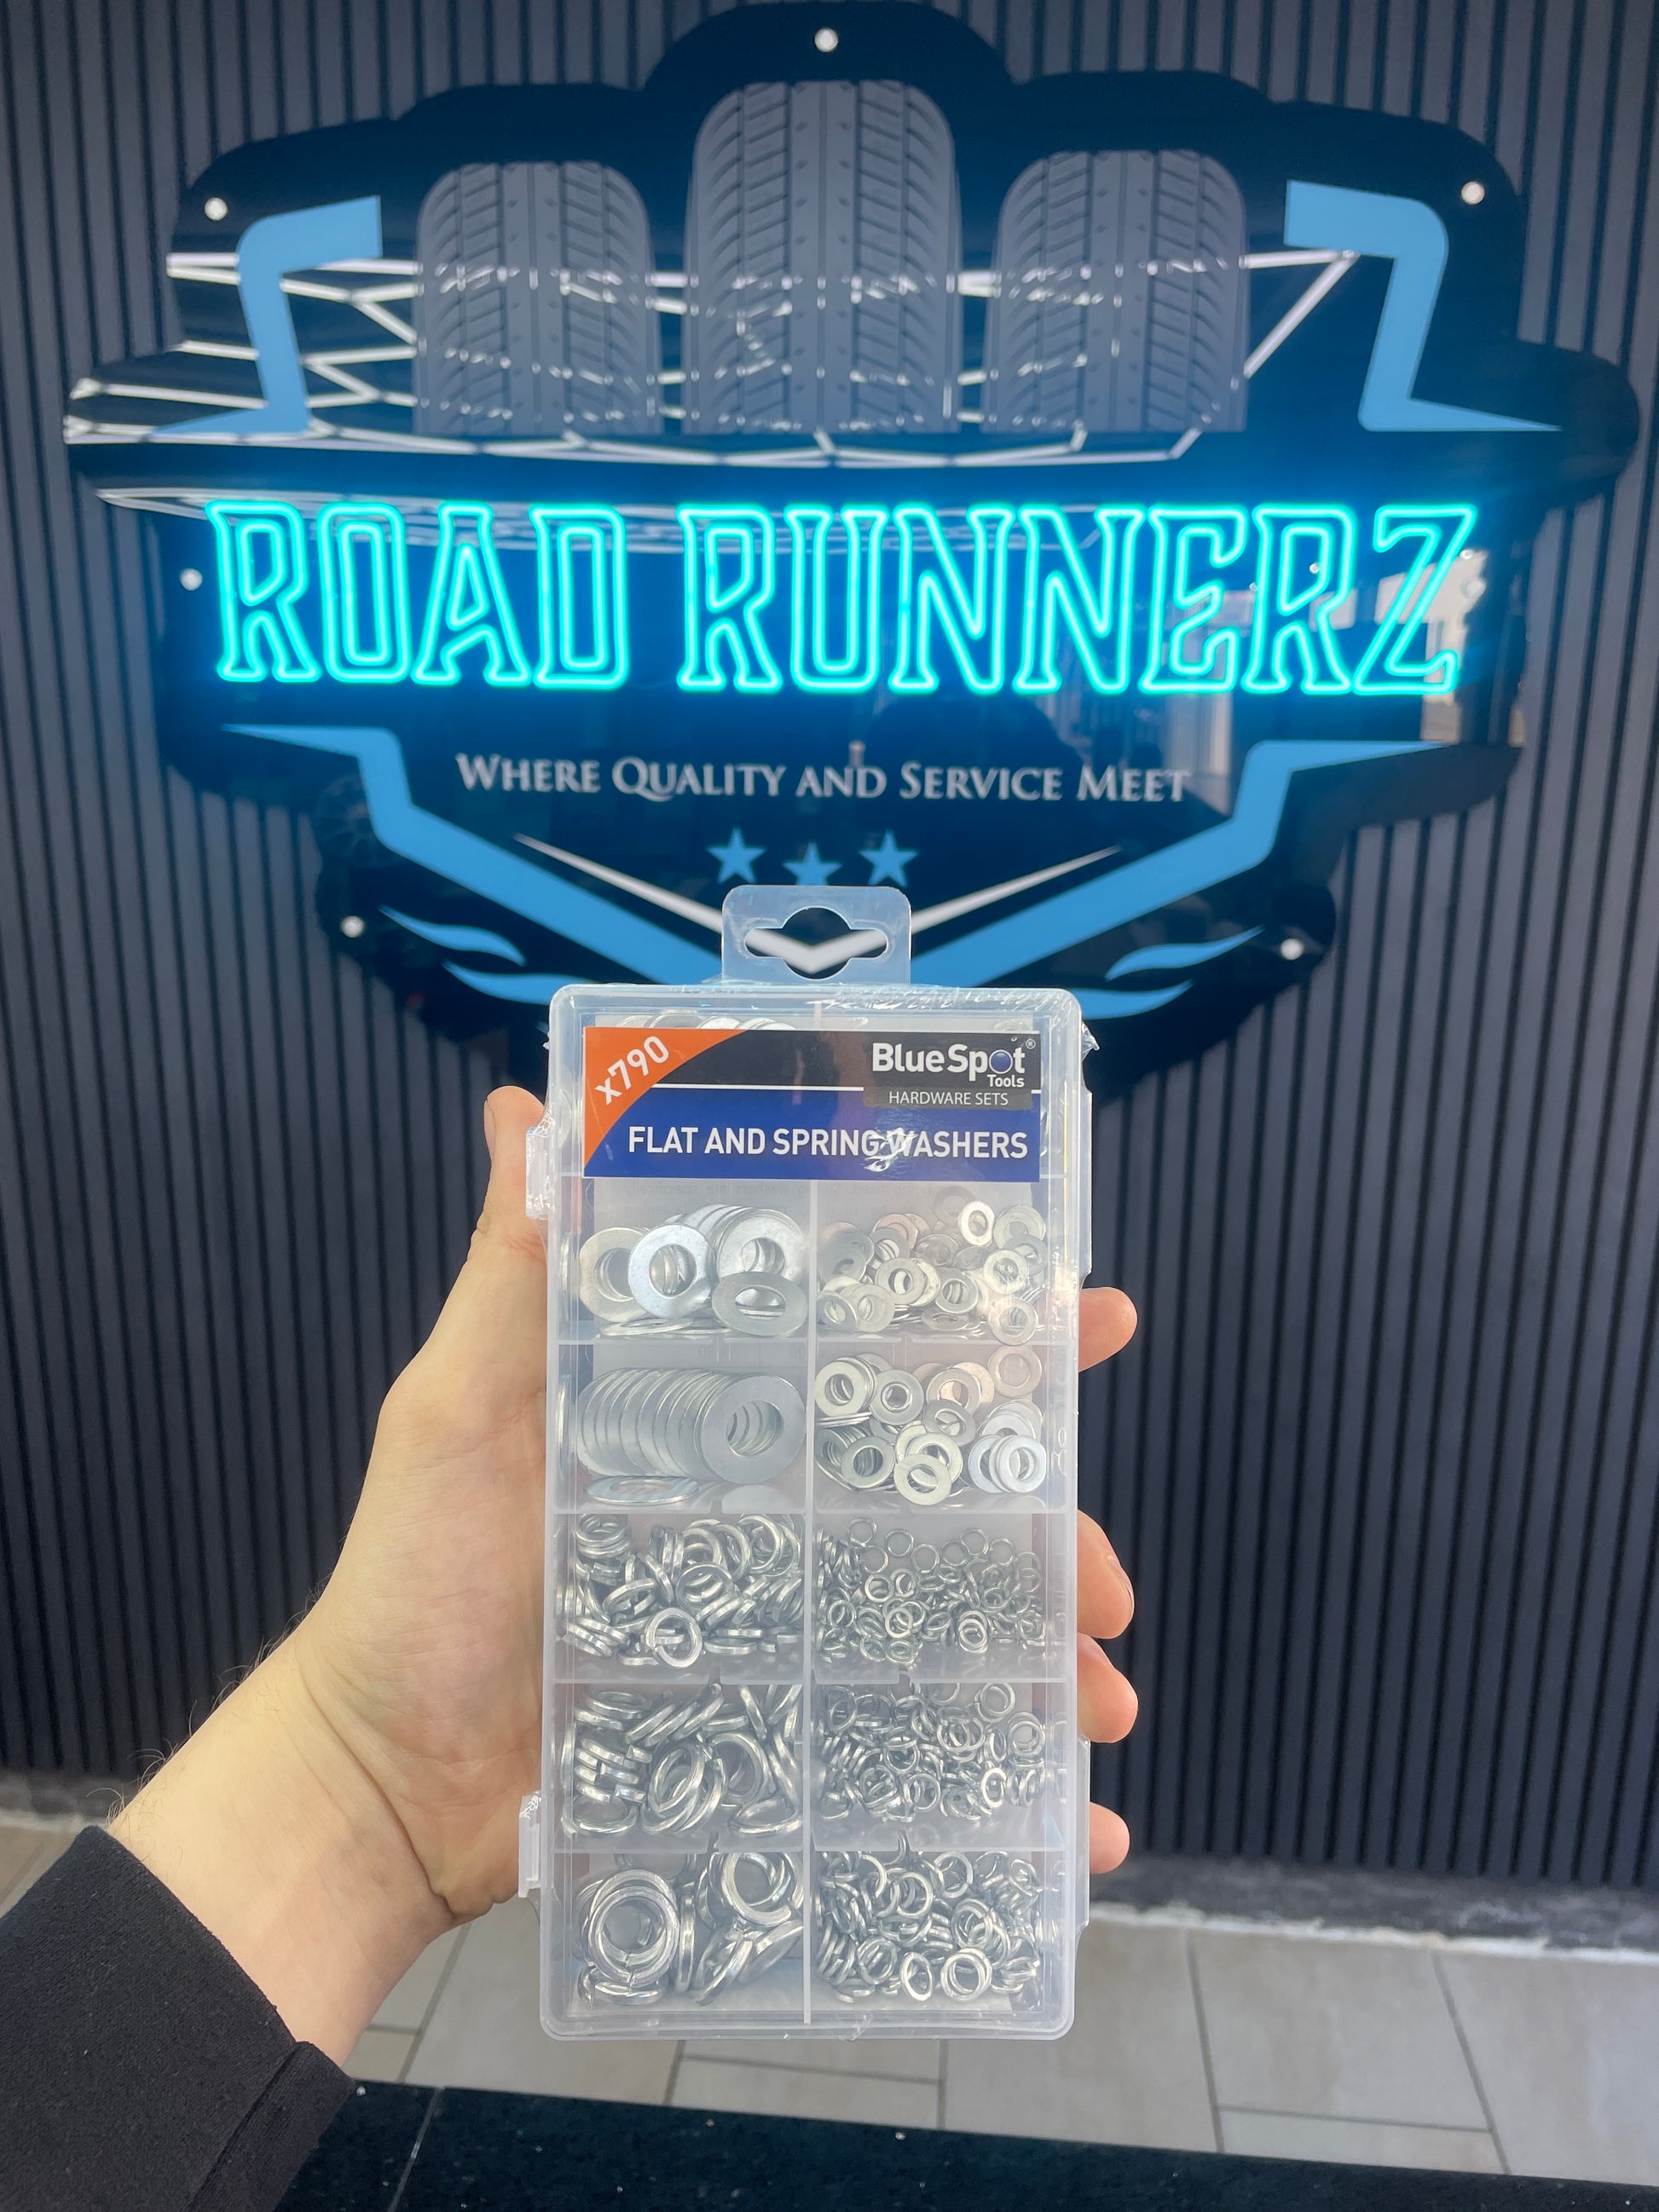 ROAD RUNNERZ
WHERE QUALITY AND SERVICE MEET
x790
BlueSpot®
Tools
HARDWARE SETS
FLAT AND SPRING WASHERS